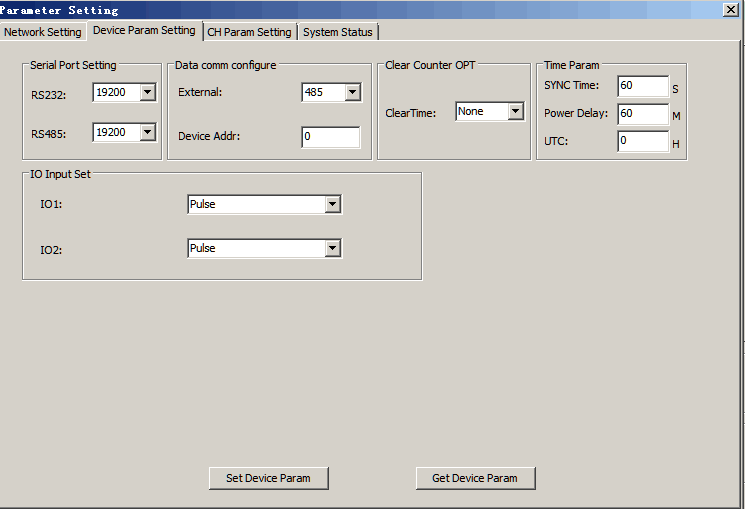 Parameter Setting
Network Setting Device Param Setting CH Param Setting System Status
Serial Port Setting
RS232: 19200
RS485: 19200
Data comm configure
External: 485
Device Addr: 0
Clear Counter OPT
ClearTime: None
Time Param
SYNC Time: 60 S
Power Delay: 60 M
UTC: 0 H
IO Input Set
IO1: Pulse
IO2: Pulse
Set Device Param Get Device Param